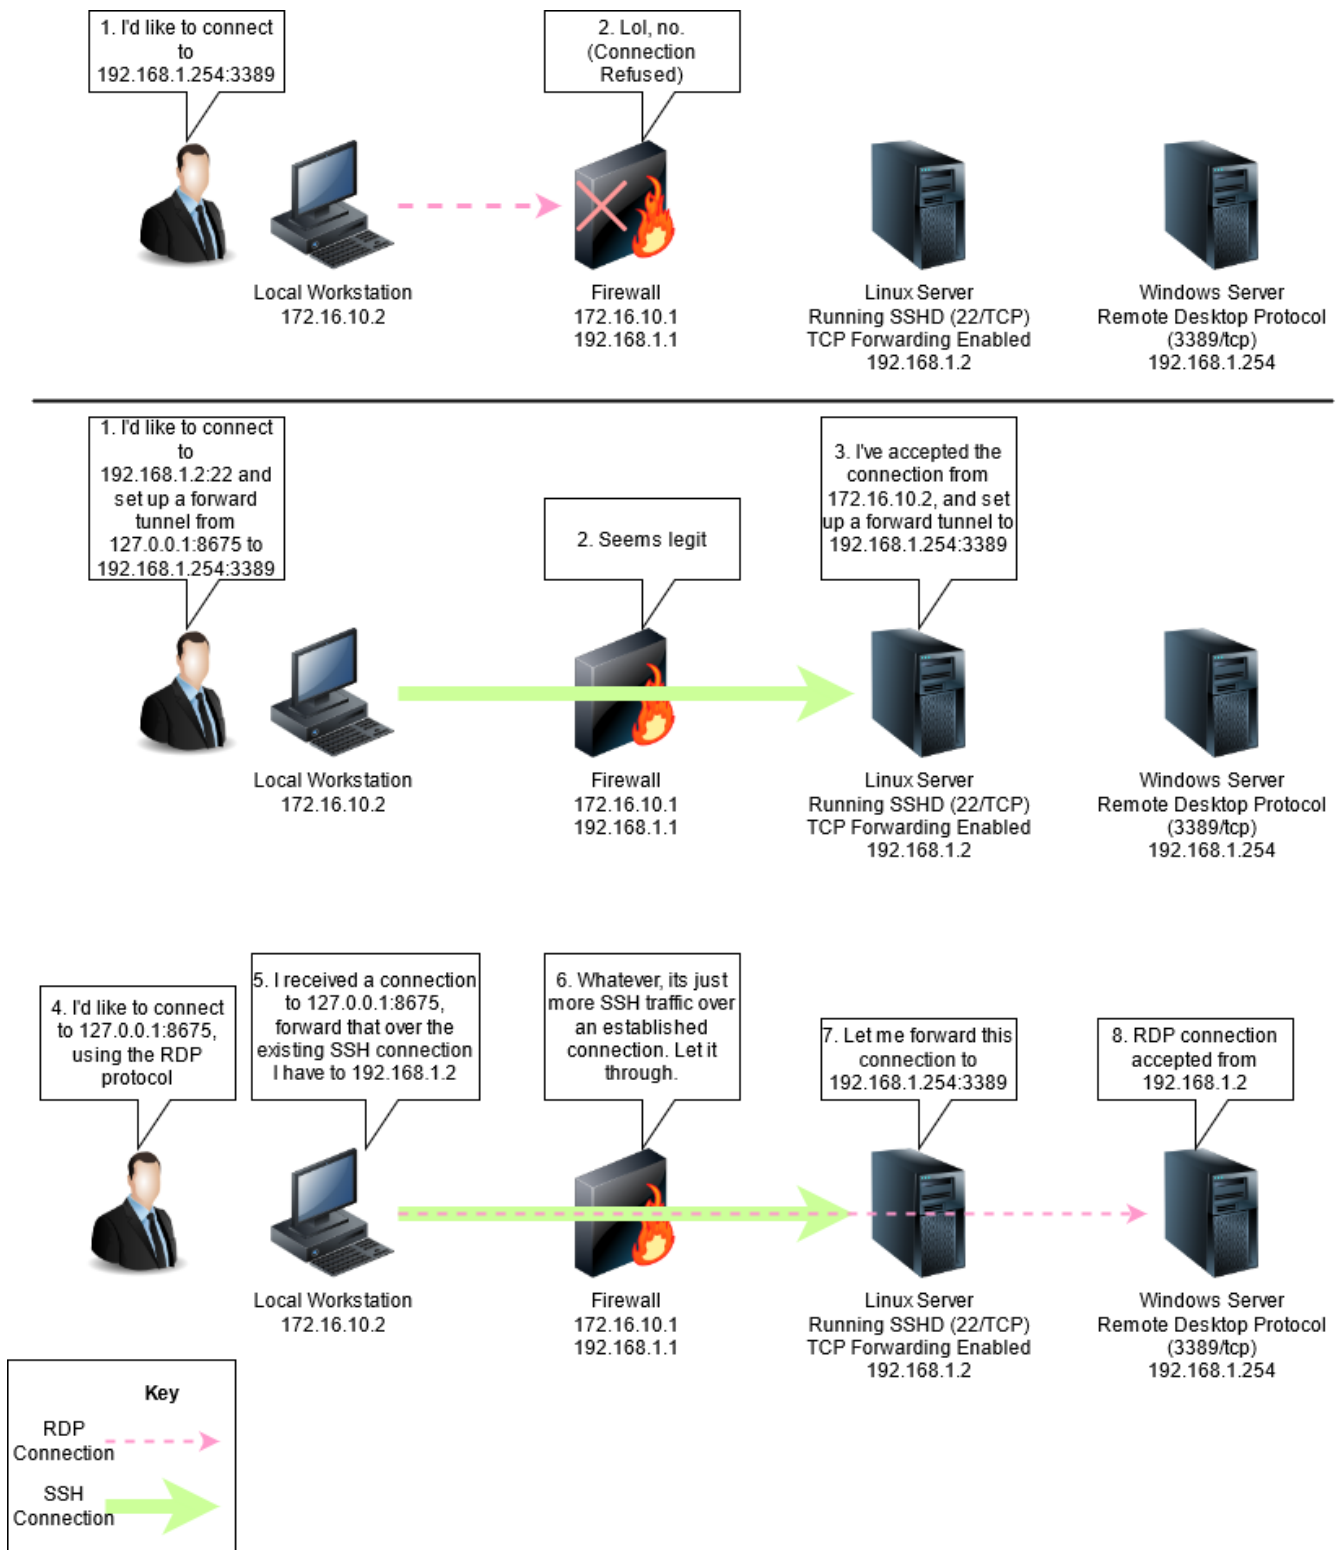 1. I'd like to connect
to
192.168.1.254:3389
2. Lol, no.
(Connection
Refused)
Local Workstation
172.16.10.2
Firewall
172.16.10.1
192.168.1.1
Linux Server
Running SSHD (22/TCP)
TCP Forwarding Enabled
192.168.1.2
Windows Server
Remote Desktop Protocol
(3389/tcp)
192.168.1.254
1. I'd like to connect
to
192.168.1.2:22 and
set up a forward
tunnel from
127.0.0.1:8675 to
192.168.1.254:3389
2. Seems legit
3. I've accepted the
connection from
172.16.10.2, and set
up a forward tunnel to
192.168.1.254:3389
Local Workstation
172.16.10.2
Firewall
172.16.10.1
192.168.1.1
Linux Server
Running SSHD (22/TCP)
TCP Forwarding Enabled
192.168.1.2
Windows Server
Remote Desktop Protocol
(3389/tcp)
192.168.1.254
4. I'd like to connect
to 127.0.0.1:8675,
using the RDP
protocol
5. I received a connection
to 127.0.0.1:8675,
forward that over the
existing SSH connection
I have to 192.168.1.2
6. Whatever, its just
more SSH traffic over
an established
connection. Let it
through.
7. Let me forward this
connection to
192.168.1.254:3389
8. RDP connection
accepted from
192.168.1.2
Local Workstation
172.16.10.2
Firewall
172.16.10.1
192.168.1.1
Linux Server
Running SSHD (22/TCP)
TCP Forwarding Enabled
192.168.1.2
Windows Server
Remote Desktop Protocol
(3389/tcp)
192.168.1.254
Key
RDP
Connection
SSH
Connection